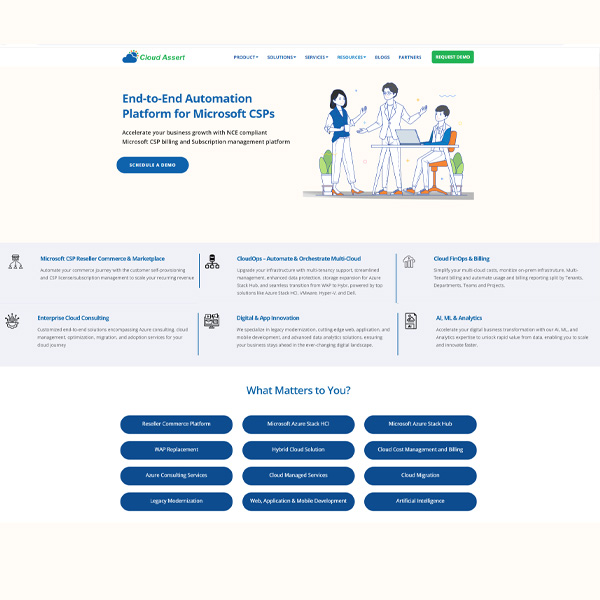 Cloud Assert
PRODUCT SOLUTIONS SERVICES RESOURCES BLOGS PARTNERS REQUEST DEMO
End-to-End Automation
Platform for Microsoft CSPs
Accelerate your business growth with NCE compliant
Microsoft CSP billing and Subscription management platform
SCHEDULE A DEMO
Microsoft CSP Reseller Commerce & Marketplace
Automate your commerce journey with the customer self-provisioning
and CSP license/subscription management to scale your recurring revenue
CloudOps – Automate & Orchestrate Multi-Cloud
Upgrade your infrastructure with multi-tenancy support, streamlined
management, enhanced data protection, storage expansion for Azure
Stack Hub, and seamless transition from WAP to Hybr, powered by top
solutions like Azure Stack HCI, VMware, Hyper-V, and Dell.
Cloud FinOps & Billing
Simplify your multi-cloud costs, monitize on-prem infrastruture. Multi-
Tenant billing and automate usage and billing reporting split by Tenants,
Departments, Teams and Projects.
Enterprise Cloud Consulting
Customized end-to-end solutions encompassing Azure consulting, cloud
management, optimization, migration, and adoption services for your
cloud journey
Digital & App Innovation
We specialize in legacy modernization, cutting-edge web, application, and
mobile development, and advanced data analytics solutions, ensuring
your business stays ahead in the ever-changing digital landscape.
AI, ML & Analytics
Accelerate your digital business transformation with our AI, ML, and
Analytics expertise to unlock rapid value from data, enabling you to scale
and innovate faster.
What Matters to You?
Reseller Commerce Platform
Microsoft Azure Stack HCI
Microsoft Azure Stack Hub
WAP Replacement
Hybrid Cloud Solution
Cloud Cost Management and Billing
Azure Consulting Services
Cloud Managed Services
Cloud Migration
Legacy Modernization
Web, Application & Mobile Development
Artificial Intelligence